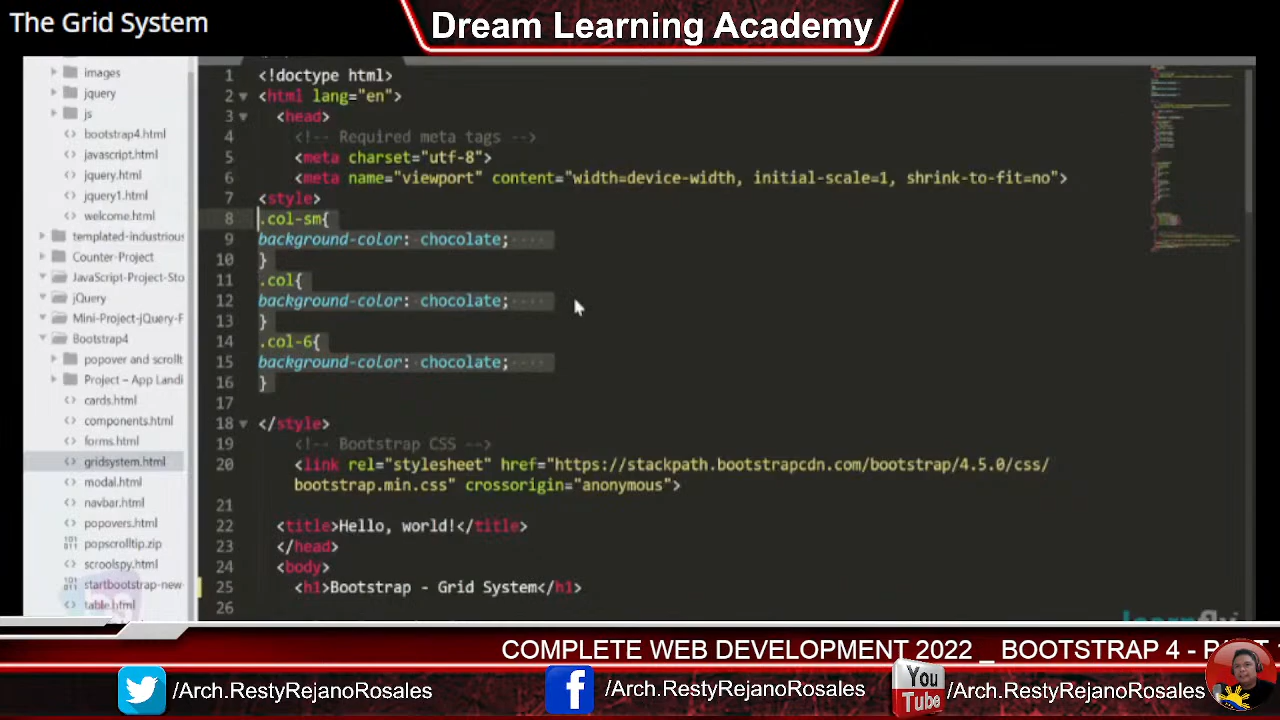 The Grid System
Dream Learning Academy
images
jquery
js
bootstrap4.html
javascript.html
jquery.html
jquery1.html
welcome.html
templated-industrious
Counter-Project
JavaScript-Project-Sto
jQuery
Mini-Project-jQuery-F
Bootstrap4
popover and scrollt
Project – App Landi
cards.html
components.html
forms.html
gridsystem.html
modal.html
navbar.html
popovers.html
popscrolltip.zip
scroolspy.html
startbootstrap-new
table.html
1 <!doctype html>
2 <html lang="en">
3 <head>
4 <!-- Required meta tags -->
5 <meta charset="utf-8">
6 <meta name="viewport" content="width=device-width, initial-scale=1, shrink-to-fit=no">
7 <style>
8 .col-sm{
9 background-color: chocolate;
10 }
11 .col{
12 background-color: chocolate;
13 }
14 .col-6{
15 background-color: chocolate;
16 }
17
18 </style>
19 <!-- Bootstrap CSS -->
20 <link rel="stylesheet" href="https://stackpath.bootstrapcdn.com/bootstrap/4.5.0/css/
bootstrap.min.css" crossorigin="anonymous">
21
22 <title>Hello, world!</title>
23 </head>
24 <body>
25 <h1>Bootstrap - Grid System</h1>
26
COMPLETE WEB DEVELOPMENT 2022 _ BOOTSTRAP 4 -
/Arch.RestyRejanoRosales
/Arch.RestyRejanoRosales
You
Tube
/Arch.RestyRejanoRosales